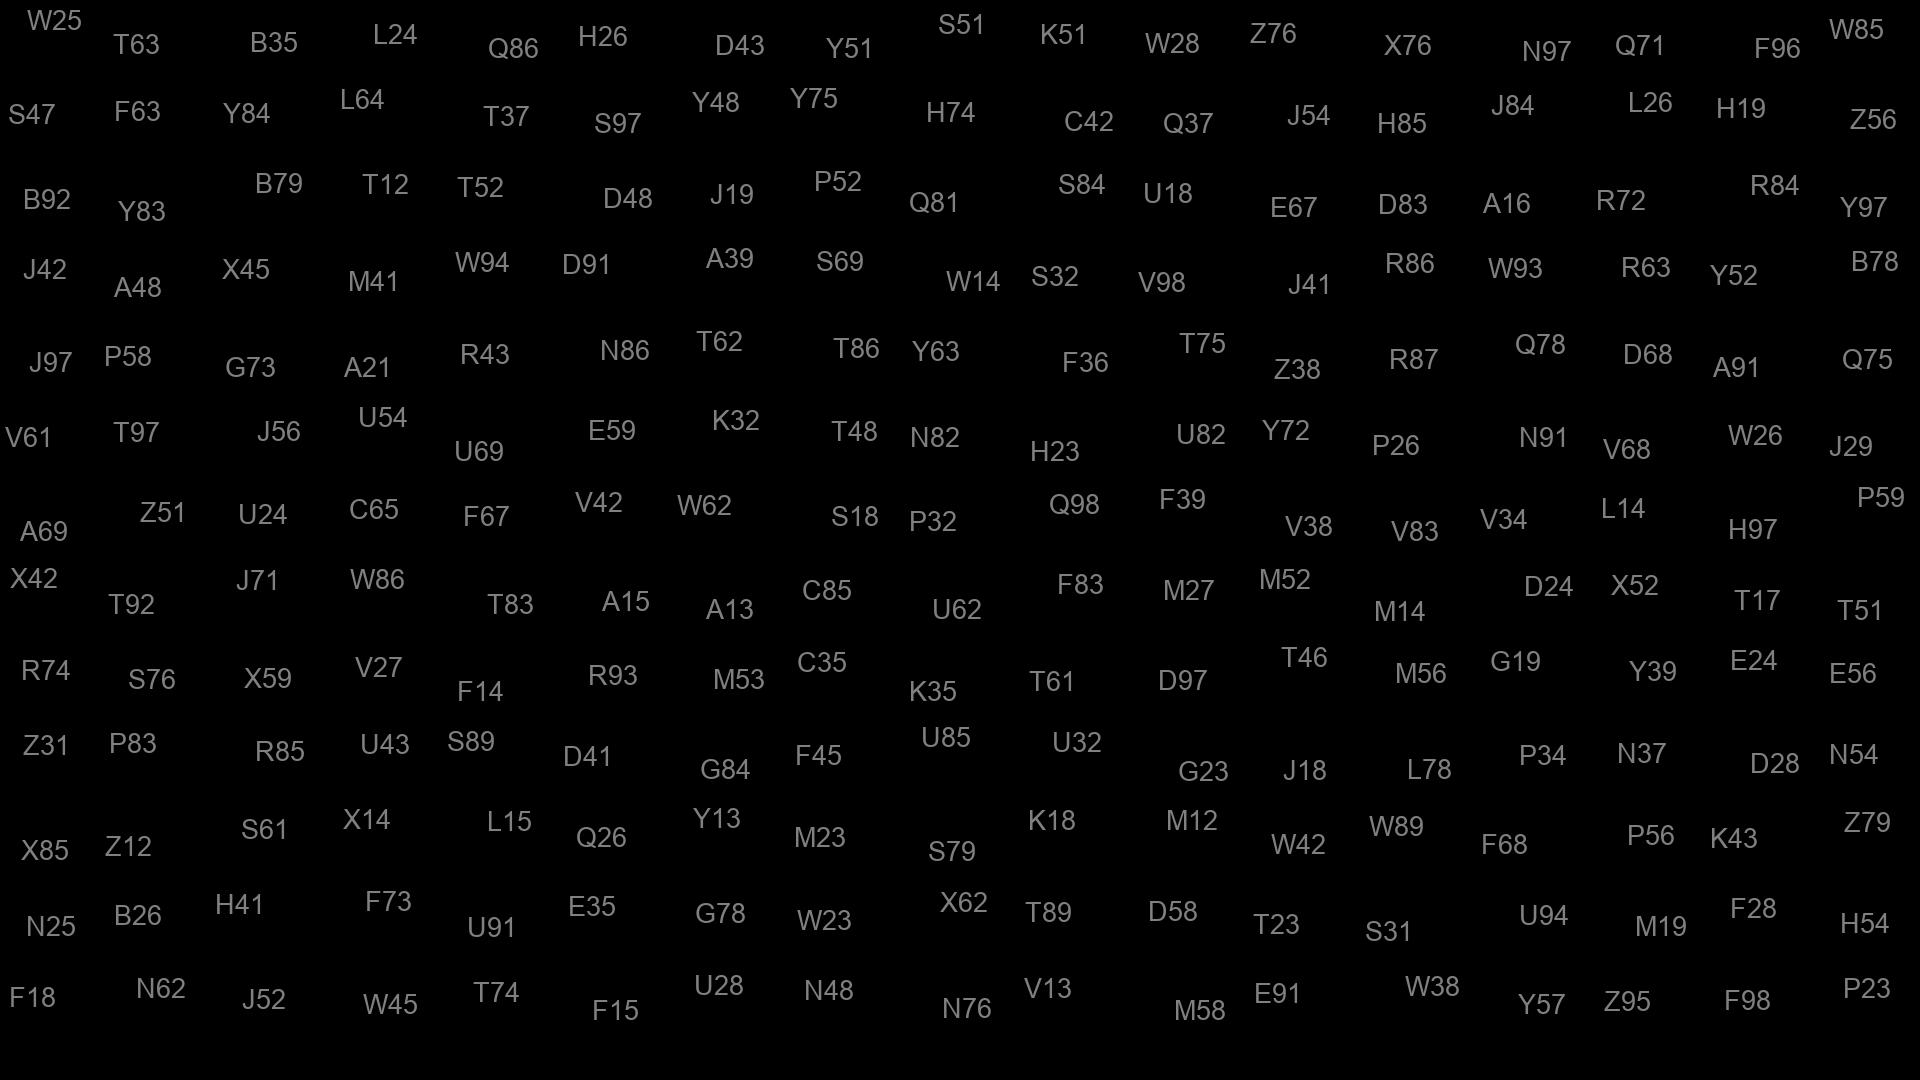 W25 T63 B35 L24 Q86 H26 D43 Y51 S51 K51 W28 Z76 X76 N97 Q71 F96 W85
S47 F63 Y84 L64 T37 S97 Y48 Y75 H74 C42 Q37 J54 H85 J84 L26 H19 Z56
B92 Y83 B79 T12 T52 D48 J19 P52 Q81 S84 U18 E67 D83 A16 R72 R84 Y97
J42 A48 X45 M41 W94 D91 A39 S69 W14 S32 V98 J41 R86 W93 R63 Y52 B78
J97 P58 G73 A21 R43 N86 T62 T86 Y63 F36 T75 Z38 R87 Q78 D68 A91 Q75
V61 T97 J56 U54 U69 E59 K32 T48 N82 H23 U82 Y72 P26 N91 V68 W26 J29
A69 Z51 U24 C65 F67 V42 W62 S18 P32 Q98 F39 V38 V83 V34 L14 H97 P59
X42 T92 J71 W86 T83 A15 A13 C85 U62 F83 M27 M52 M14 D24 X52 T17 T51
R74 S76 X59 V27 F14 R93 M53 C35 K35 T61 D97 T46 M56 G19 Y39 E24 E56
Z31 P83 R85 U43 S89 D41 G84 F45 U85 U32 G23 J18 L78 P34 N37 D28 N54
X85 Z12 S61 X14 L15 Q26 Y13 M23 S79 K18 M12 W42 W89 F68 P56 K43 Z79
N25 B26 H41 F73 U91 E35 G78 W23 X62 T89 D58 T23 S31 U94 M19 F28 H54
F18 N62 J52 W45 T74 F15 U28 N48 N76 V13 M58 E91 W38 Y57 Z95 F98 P23